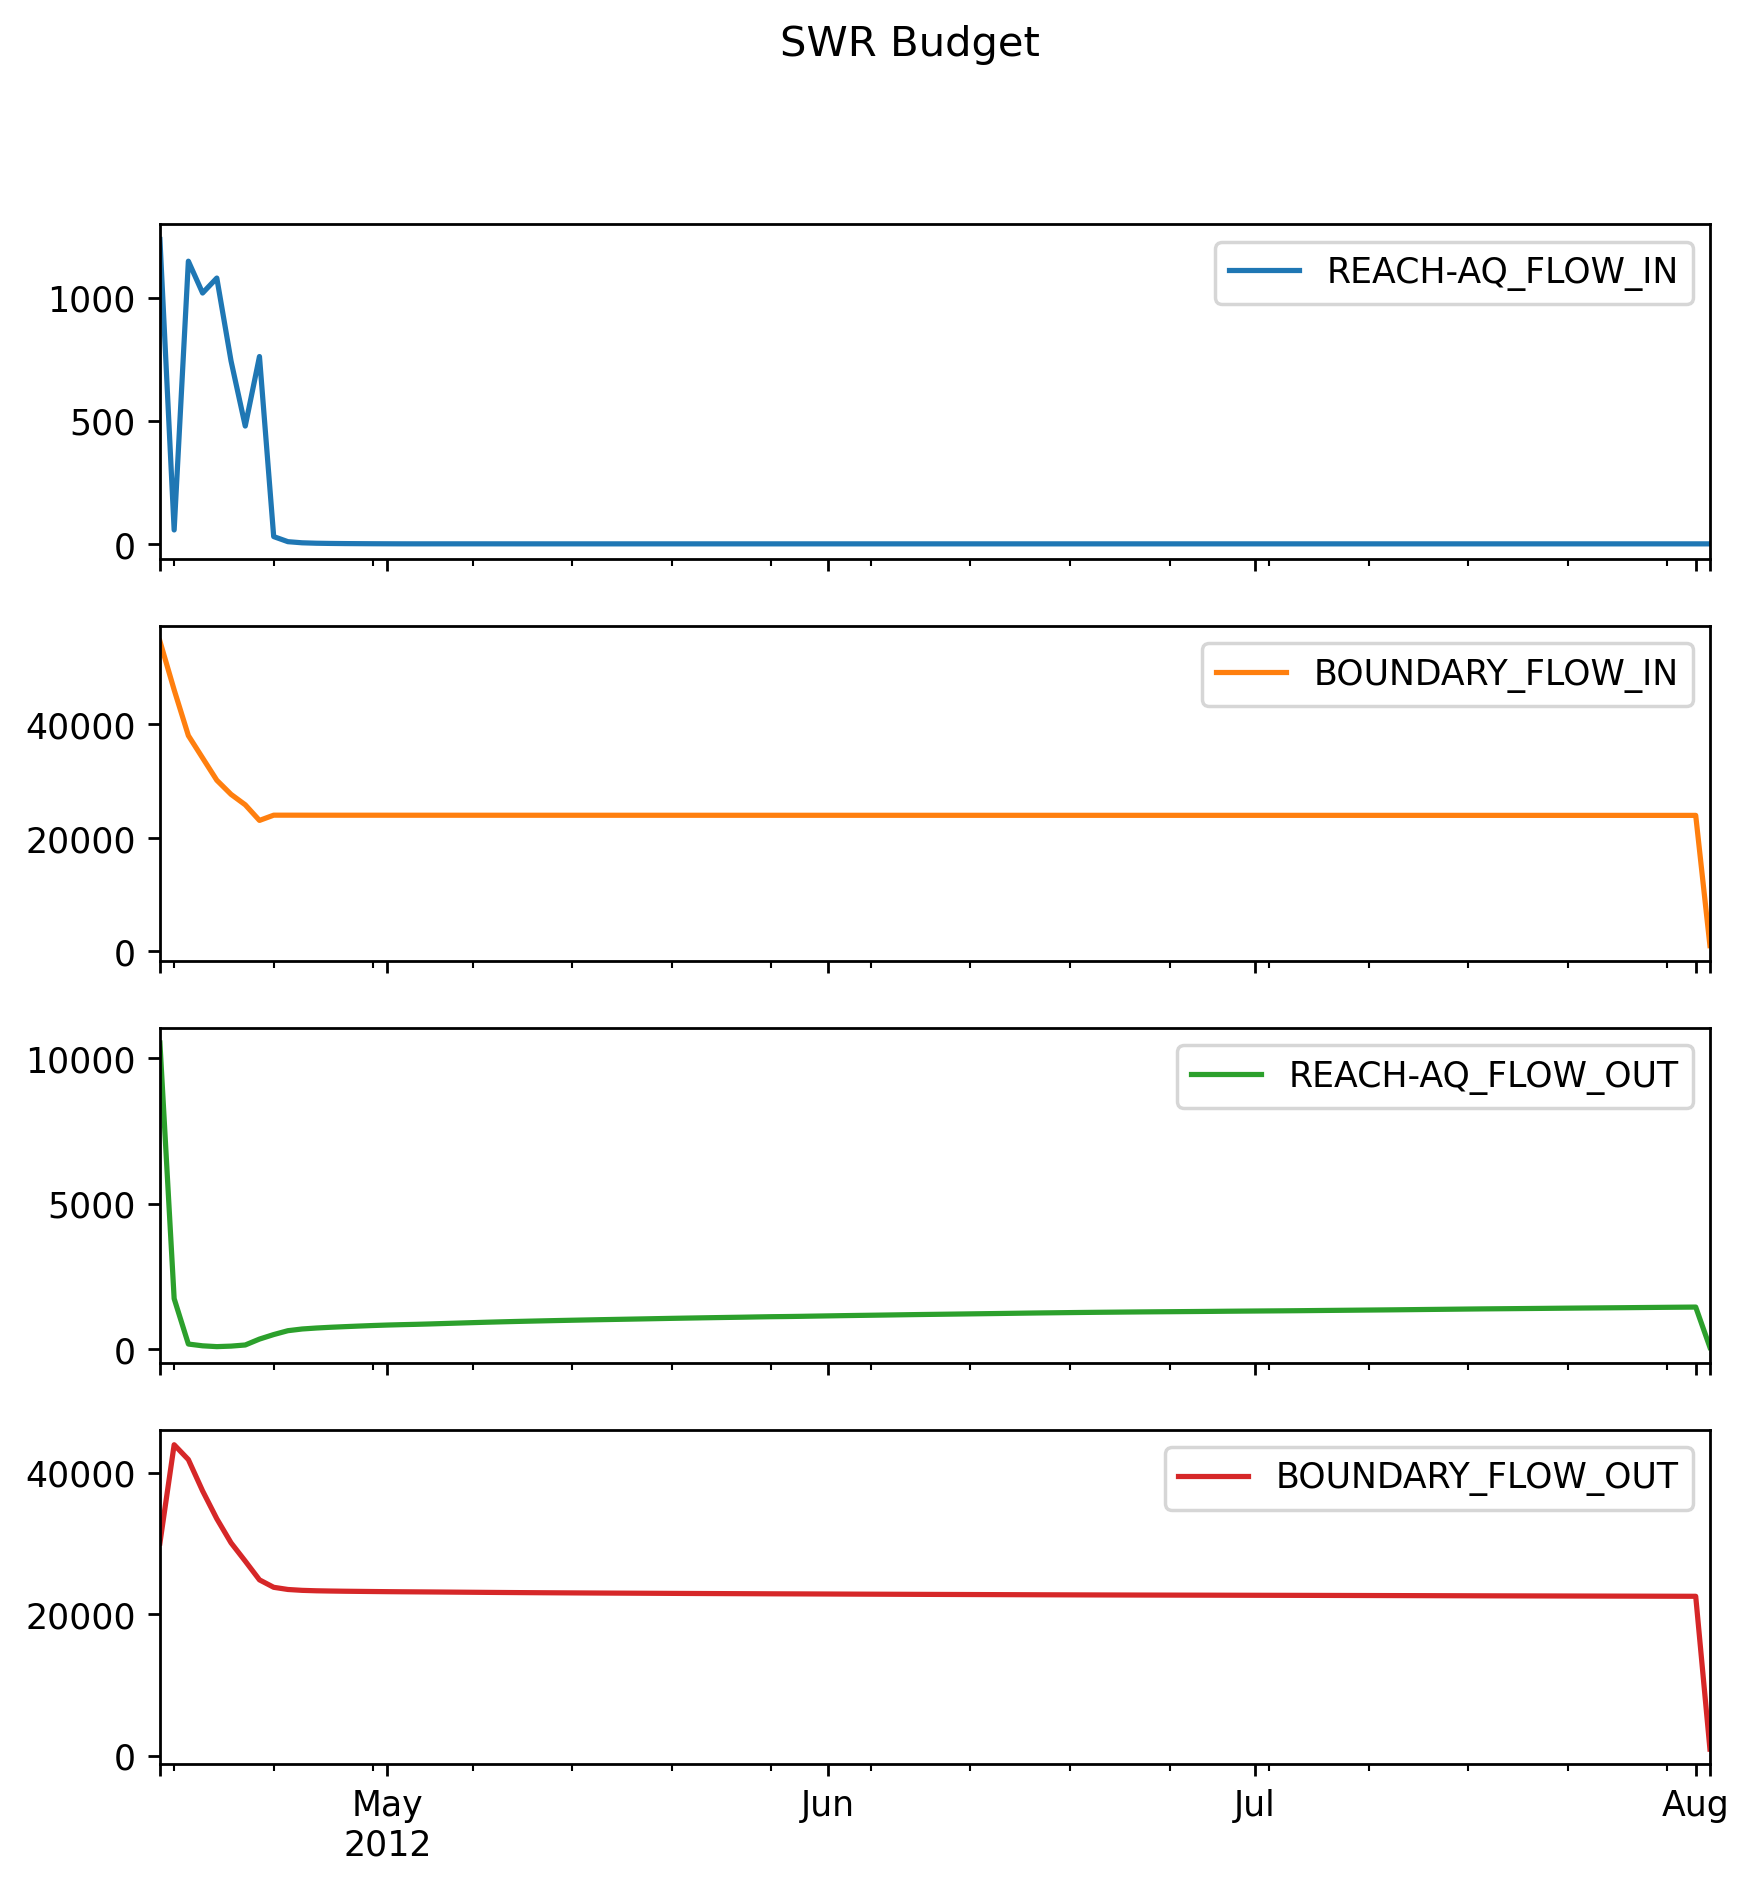 SWR Budget
1000
500
0
REACH-AQ_FLOW_IN
40000
20000
0
BOUNDARY_FLOW_IN
10000
5000
0
REACH-AQ_FLOW_OUT
40000
20000
0
BOUNDARY_FLOW_OUT
May Jun Jul Aug
2012